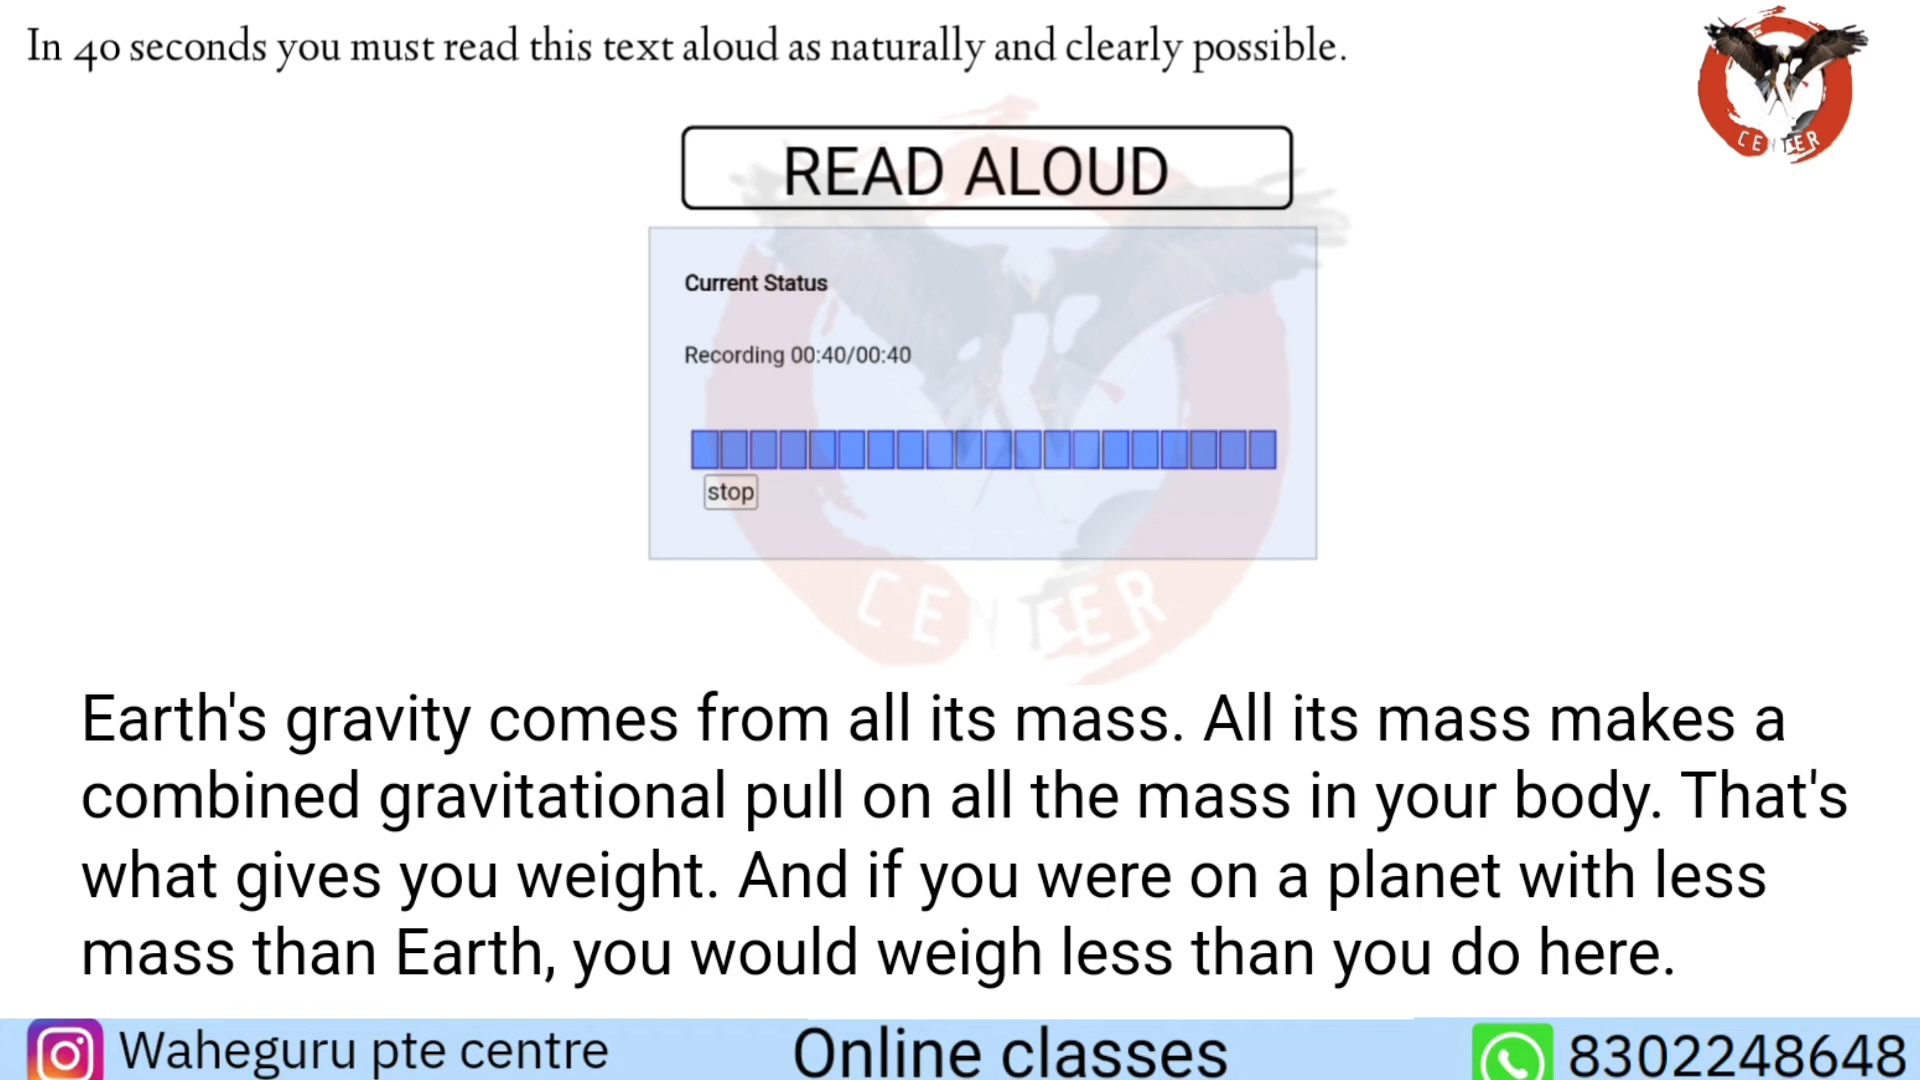 In 40 seconds you must read this text aloud as naturally and clearly possible.
CENTER
READ ALOUD
Current Status
Recording 00:40/00:40
stop
CENTER
Earth's gravity comes from all its mass. All its mass makes a
combined gravitational pull on all the mass in your body. That's
what gives you weight. And if you were on a planet with less
mass than Earth, you would weigh less than you do here.
Waheguru pte centre
Online classes
8302248648